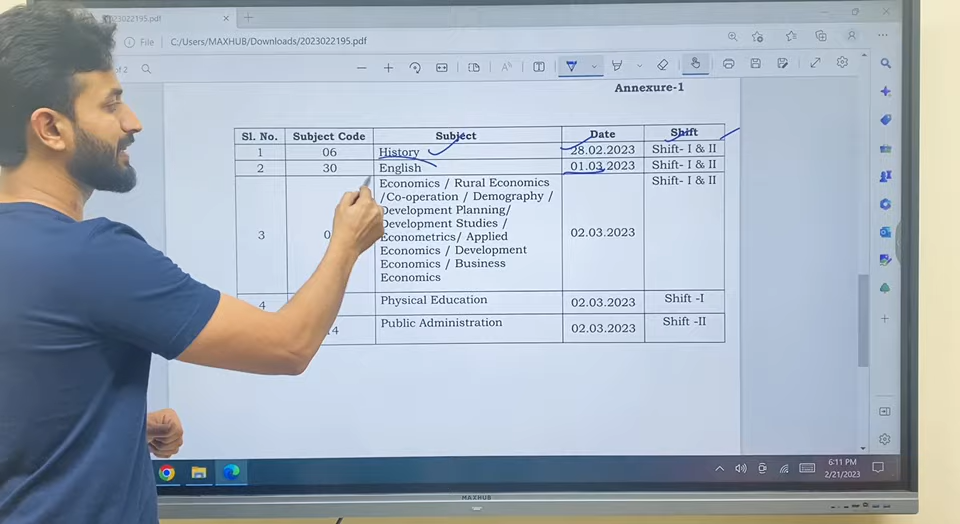 2023022195.pdf
File C:/Users/MAXHUB/Downloads/2023022195.pdf
of 2
Annexure-1
Sl. No. Subject Code Subject Date Shift
1 06 History 28.02.2023 Shift- I & II
2 30 English 01.03.2023 Shift- I & II
3 0 Economics / Rural Economics 02.03.2023 Shift- I & II
/Co-operation / Demography /
Development Planning/
Development Studies /
Econometrics/ Applied
Economics / Development
Economics / Business
Economics
4 Physical Education 02.03.2023 Shift -I
4 Public Administration 02.03.2023 Shift -II
6:11 PM
2/21/2023
MAXHUB